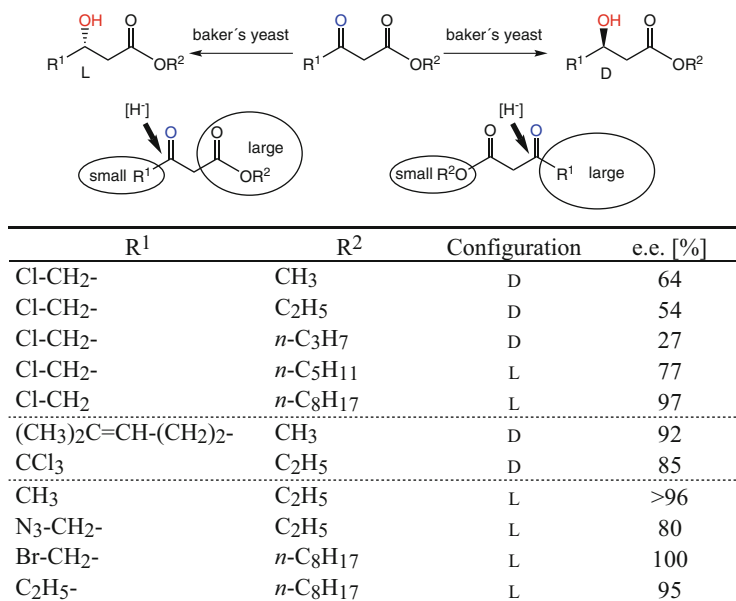 OH O O O OH O
baker´s yeast baker´s yeast
R1 OR2 R1 OR2 R1 OR2
L D
[H-] [H-]
O O O O
large
small R1 OR2 small R2O R1 large
R1 R2 Configuration e.e. [%]
Cl-CH2- CH3 D 64
Cl-CH2- C2H5 D 54
Cl-CH2- n-C3H7 D 27
Cl-CH2- n-C5H11 L 77
Cl-CH2 n-C8H17 L 97
(CH3)2C=CH-(CH2)2- CH3 D 92
CCl3 C2H5 D 85
CH3 C2H5 L >96
N3-CH2- C2H5 L 80
Br-CH2- n-C8H17 L 100
C2H5- n-C8H17 L 95